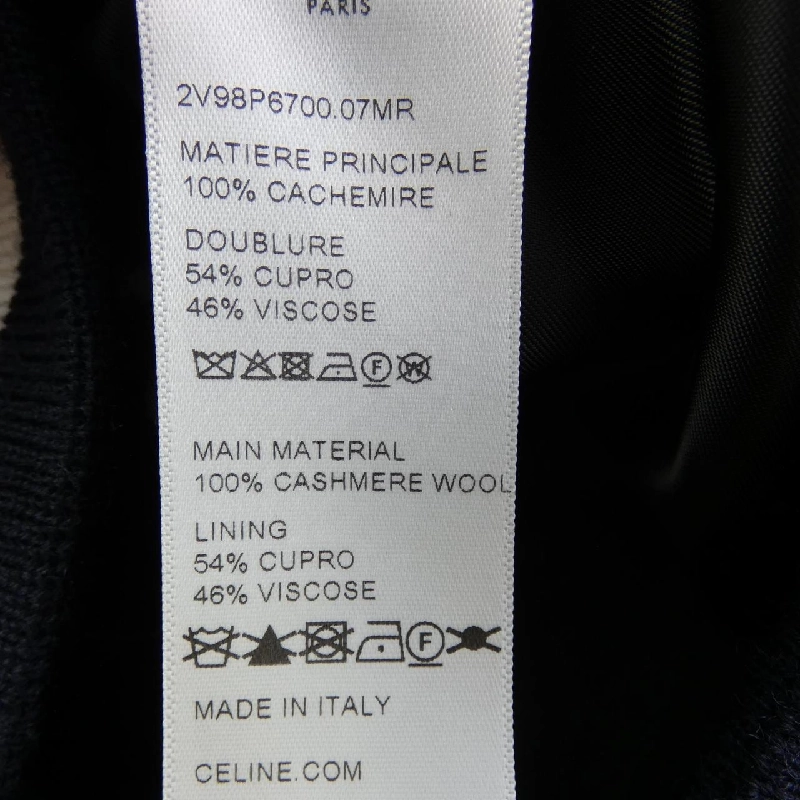 PARIS
2V98P6700.07MR
MATIERE PRINCIPALE
100% CACHEMIRE
DOUBLURE
54% CUPRO
46% VISCOSE
F W
MAIN MATERIAL
100% CASHMERE WOOL
LINING
54% CUPRO
46% VISCOSE
F
MADE IN ITALY
CELINE.COM